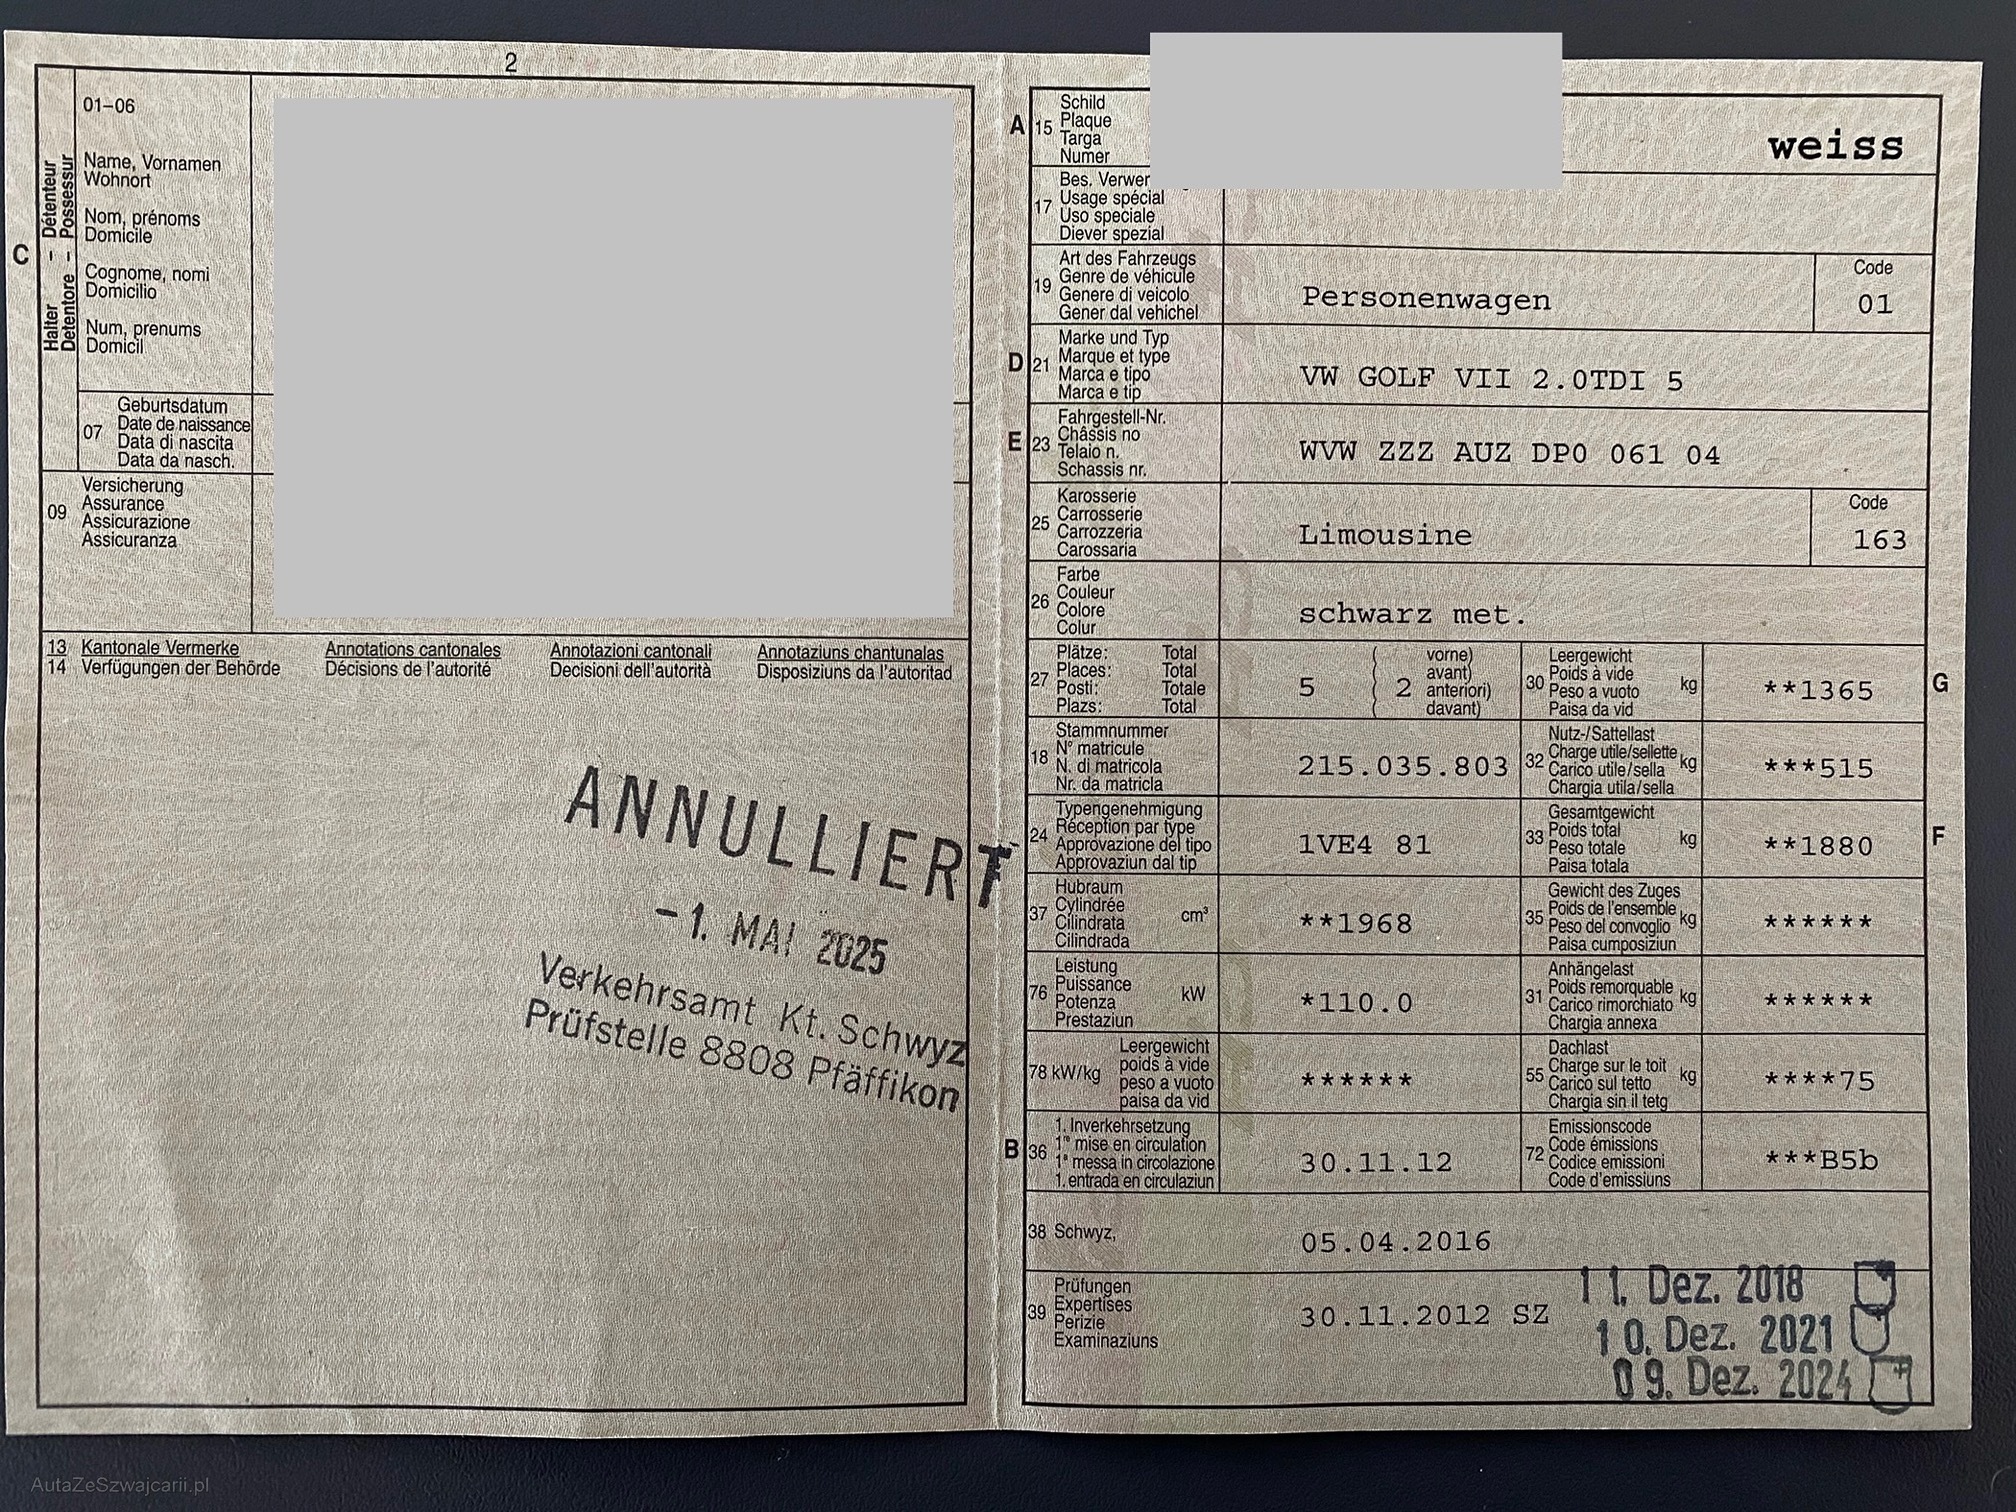 2
01–06
Name, Vornamen
Wohnort
Nom, prénoms
Domicile
Cognome, nomi
Domicilio
Num, prenums
Domicil
Halter – Détenteur
Detentore – Possessur
C
07
Geburtsdatum
Date de naissance
Data di nascita
Data da nasch.
09
Versicherung
Assurance
Assicurazione
Assicuranza
13 Kantonale Vermerke Annotations cantonales Annotazioni cantonali Annotaziuns chantunalas
14 Verfügungen der Behörde Décisions de l'autorité Decisioni dell'autorità Disposiziuns da l'autoritad
ANNULLIERT
–1. MAI 2025
Verkehrsamt Kt. Schwyz
Prüfstelle 8808 Pfäffikon
A 15
Schild
Plaque
Targa
Numer
weiss
17
Bes. Verwer
Usage spécial
Uso speciale
Diever spezial
19
Art des Fahrzeugs
Genre de véhicule
Genere di veicolo
Gener dal vehichel
Personenwagen
Code
01
D 21
Marke und Typ
Marque et type
Marca e tipo
Marca e tip
VW GOLF VII 2.0TDI 5
E 23
Fahrgestell-Nr.
Châssis no
Telaio n.
Schassis nr.
WVW ZZZ AUZ DP0 061 04
25
Karosserie
Carrosserie
Carrozzeria
Carossaria
Limousine
Code
163
26
Farbe
Couleur
Colore
Colur
schwarz met.
27
Plätze: Total
Places: Total
Posti: Totale
Plazs: Total
5 ( 2
vorne)
avant)
anteriori)
davant)
30
Leergewicht
Poids à vide
Peso a vuoto
Paisa da vid
kg
**1365
G
18
Stammnummer
N° matricule
N. di matricola
Nr. da matricla
215.035.803
32
Nutz-/Sattellast
Charge utile/sellette
Carico utile/sella
Chargia utila/sella
kg
***515
24
Typengenehmigung
Réception par type
Approvazione del tipo
Approvaziun dal tip
1VE4 81
33
Gesamtgewicht
Poids total
Peso totale
Paisa totala
kg
**1880
F
37
Hubraum
Cylindrée
Cilindrata
Cilindrada
cm³
**1968
35
Gewicht des Zuges
Poids de l'ensemble
Peso del convoglio
Paisa cumposiziun
kg
******
76
Leistung
Puissance
Potenza
Prestaziun
kW
*110.0
31
Anhängelast
Poids remorquable
Carico rimorchiato
Chargia annexa
kg
******
78 kW/kg
Leergewicht
poids à vide
peso a vuoto
paisa da vid
******
55
Dachlast
Charge sur le toit
Carico sul tetto
Chargia sin il tetg
kg
****75
B 36
1. Inverkehrsetzung
1re mise en circulation
1a messa in circolazione
1. entrada en circulaziun
30.11.12
72
Emissionscode
Code émissions
Codice emissioni
Code d'emissiuns
***B5b
38 Schwyz,
05.04.2016
39
Prüfungen
Expertises
Perizie
Examinaziuns
30.11.2012 SZ
11. Dez. 2018
10. Dez. 2021
09. Dez. 2024
AutaZeSzwajcarii.pl